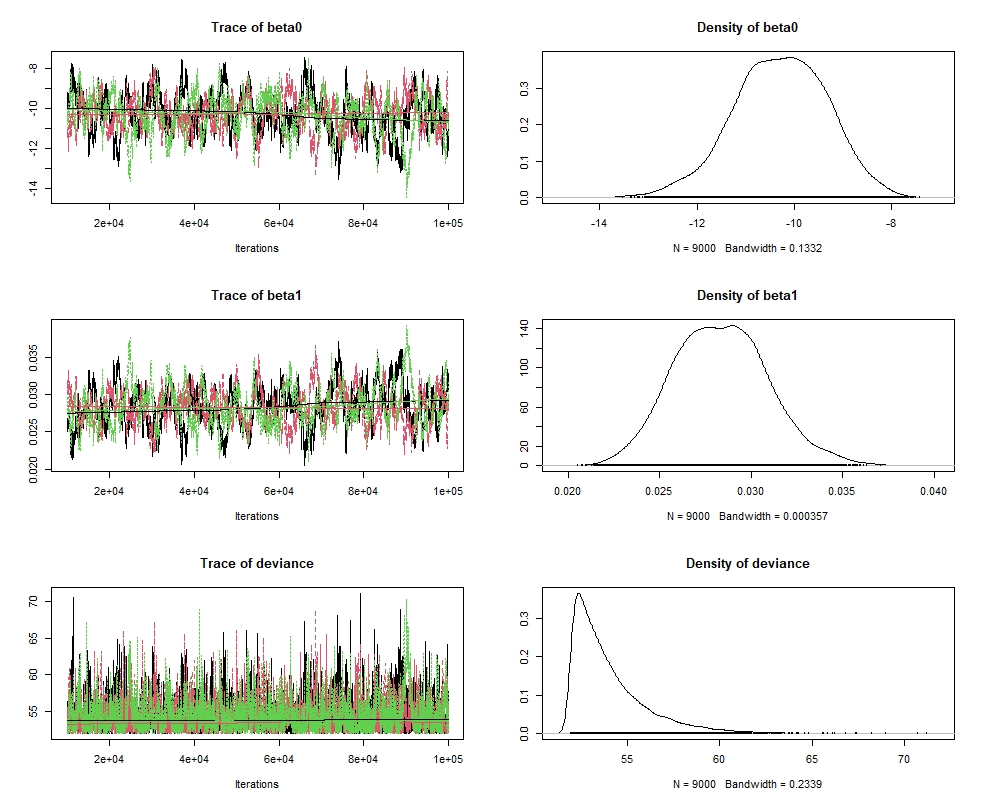 Trace of beta0
-8
-10
-12
-14
2e+04 4e+04 6e+04 8e+04 1e+05
Iterations
Density of beta0
0.3
0.2
0.1
0.0
-14 -12 -10 -8
N = 9000 Bandwidth = 0.1332
Trace of beta1
0.035
0.030
0.025
0.020
2e+04 4e+04 6e+04 8e+04 1e+05
Iterations
Density of beta1
140
100
60
20
0
0.020 0.025 0.030 0.035 0.040
N = 9000 Bandwidth = 0.000357
Trace of deviance
70
65
60
55
2e+04 4e+04 6e+04 8e+04 1e+05
Iterations
Density of deviance
0.3
0.2
0.1
0.0
55 60 65 70
N = 9000 Bandwidth = 0.2339